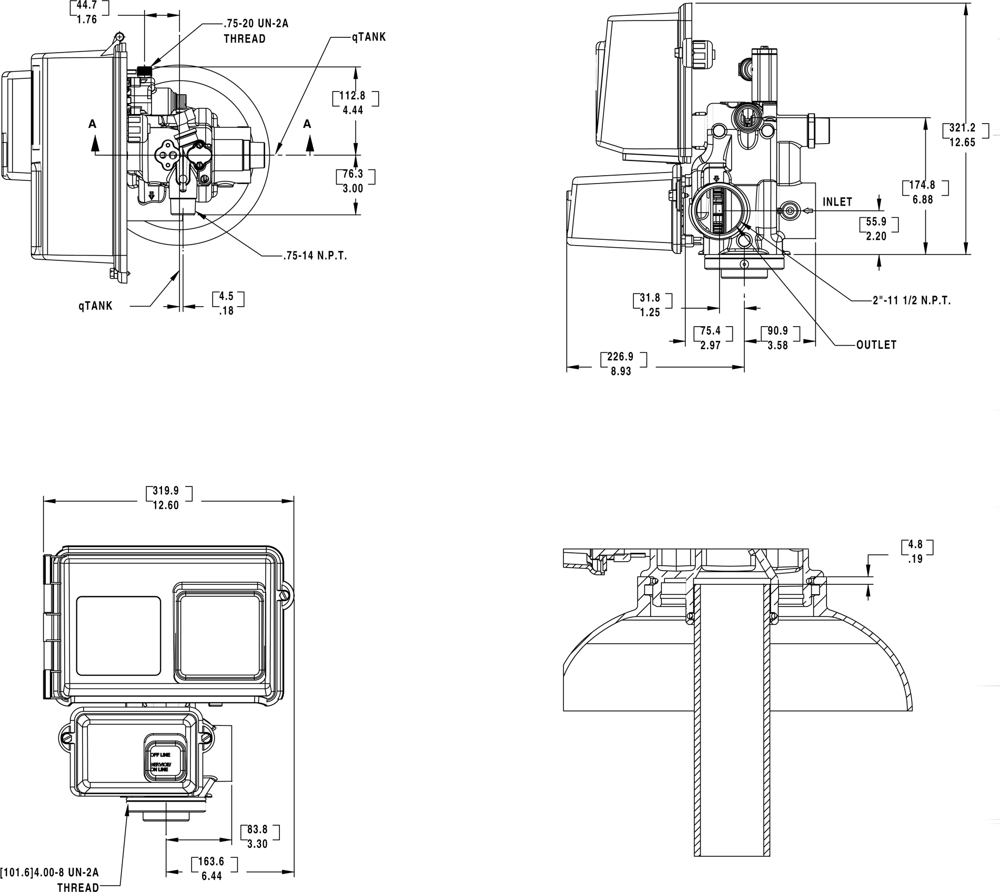 44.7
1.76
.75-20 UN-2A
THREAD
qTANK
112.8
4.44
A
A
76.3
3.00
.75-14 N.P.T.
qTANK
4.5
.18
321.2
12.65
174.8
6.88
INLET
55.9
2.20
31.8
1.25
2"-11 1/2 N.P.T.
75.4
2.97
90.9
3.58
OUTLET
226.9
8.93
319.9
12.60
OFF LINE
SERVICE/
ON LINE
83.8
3.30
163.6
6.44
[101.6]4.00-8 UN-2A
THREAD
4.8
.19